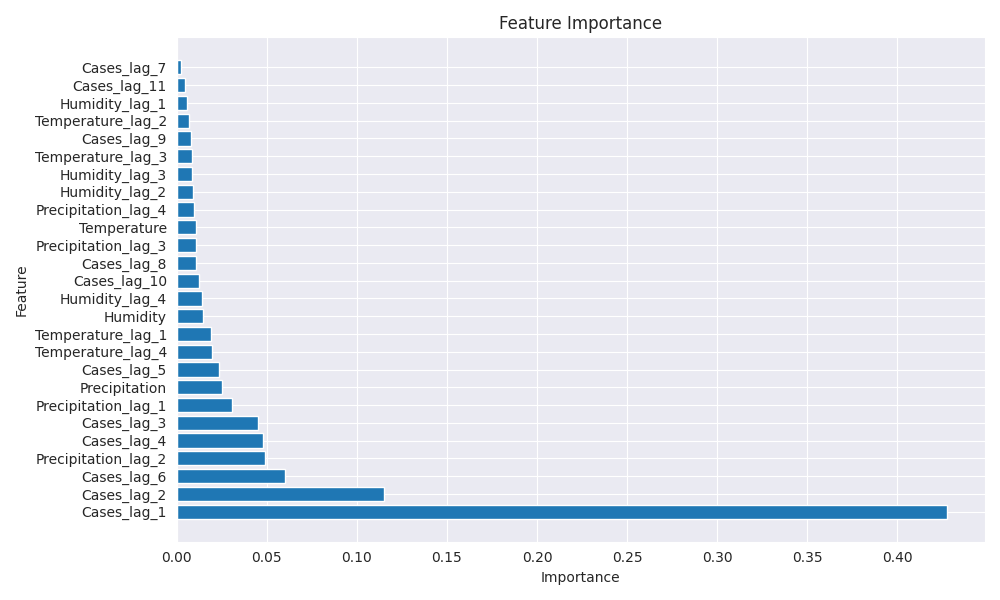 Feature Importance
Feature
Cases_lag_7
Cases_lag_11
Humidity_lag_1
Temperature_lag_2
Cases_lag_9
Temperature_lag_3
Humidity_lag_3
Humidity_lag_2
Precipitation_lag_4
Temperature
Precipitation_lag_3
Cases_lag_8
Cases_lag_10
Humidity_lag_4
Humidity
Temperature_lag_1
Temperature_lag_4
Cases_lag_5
Precipitation
Precipitation_lag_1
Cases_lag_3
Cases_lag_4
Precipitation_lag_2
Cases_lag_6
Cases_lag_2
Cases_lag_1
0.00 0.05 0.10 0.15 0.20 0.25 0.30 0.35 0.40
Importance